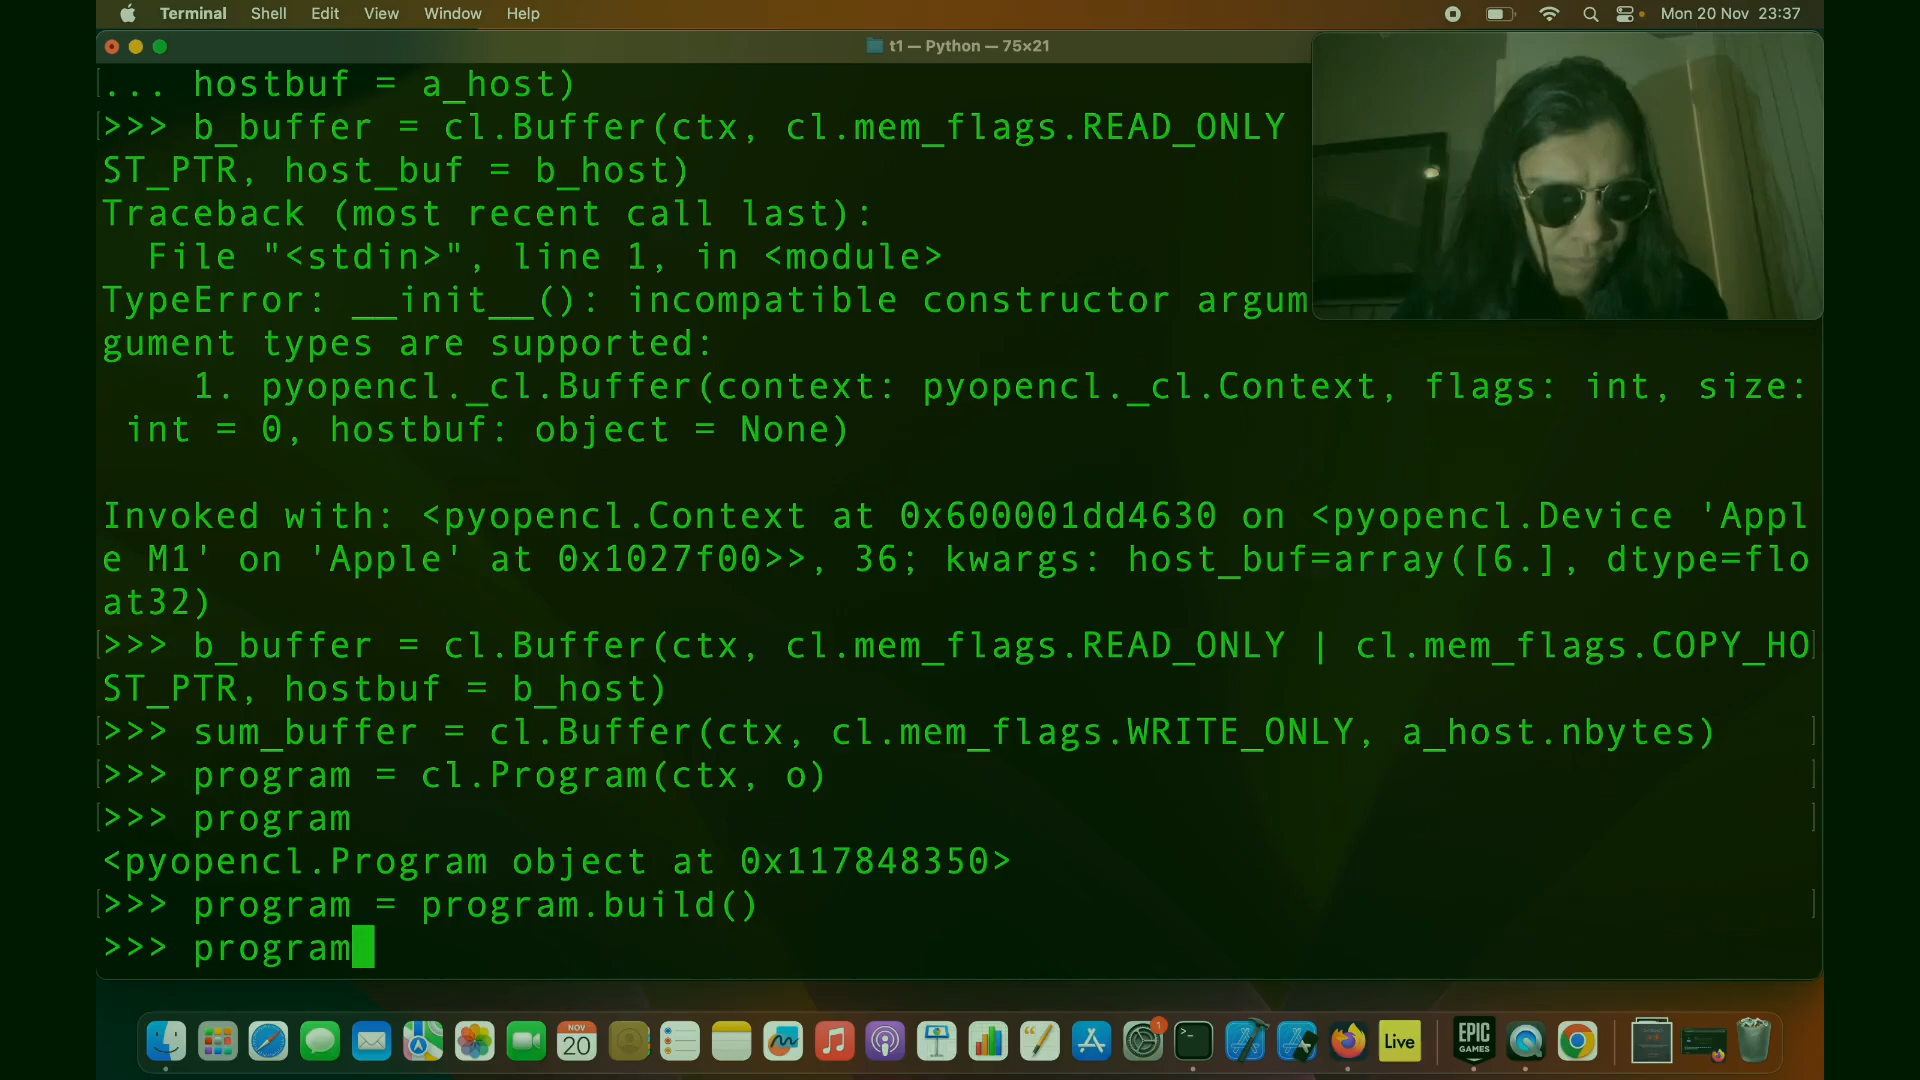 Terminal Shell Edit View Window Help Mon 20 Nov 23:37
t1 — Python — 75×21
... hostbuf = a_host)
>>> b_buffer = cl.Buffer(ctx, cl.mem_flags.READ_ONLY
ST_PTR, host_buf = b_host)
Traceback (most recent call last):
File "<stdin>", line 1, in <module>
TypeError: __init__(): incompatible constructor argum
gument types are supported:
1. pyopencl._cl.Buffer(context: pyopencl._cl.Context, flags: int, size:
int = 0, hostbuf: object = None)
Invoked with: <pyopencl.Context at 0x600001dd4630 on <pyopencl.Device 'Appl
e M1' on 'Apple' at 0x1027f00>>, 36; kwargs: host_buf=array([6.], dtype=flo
at32)
>>> b_buffer = cl.Buffer(ctx, cl.mem_flags.READ_ONLY | cl.mem_flags.COPY_HO
ST_PTR, hostbuf = b_host)
>>> sum_buffer = cl.Buffer(ctx, cl.mem_flags.WRITE_ONLY, a_host.nbytes)
>>> program = cl.Program(ctx, o)
>>> program
<pyopencl.Program object at 0x117848350>
>>> program = program.build()
>>> program
NOV
20
1
Live
EPIC
GAMES